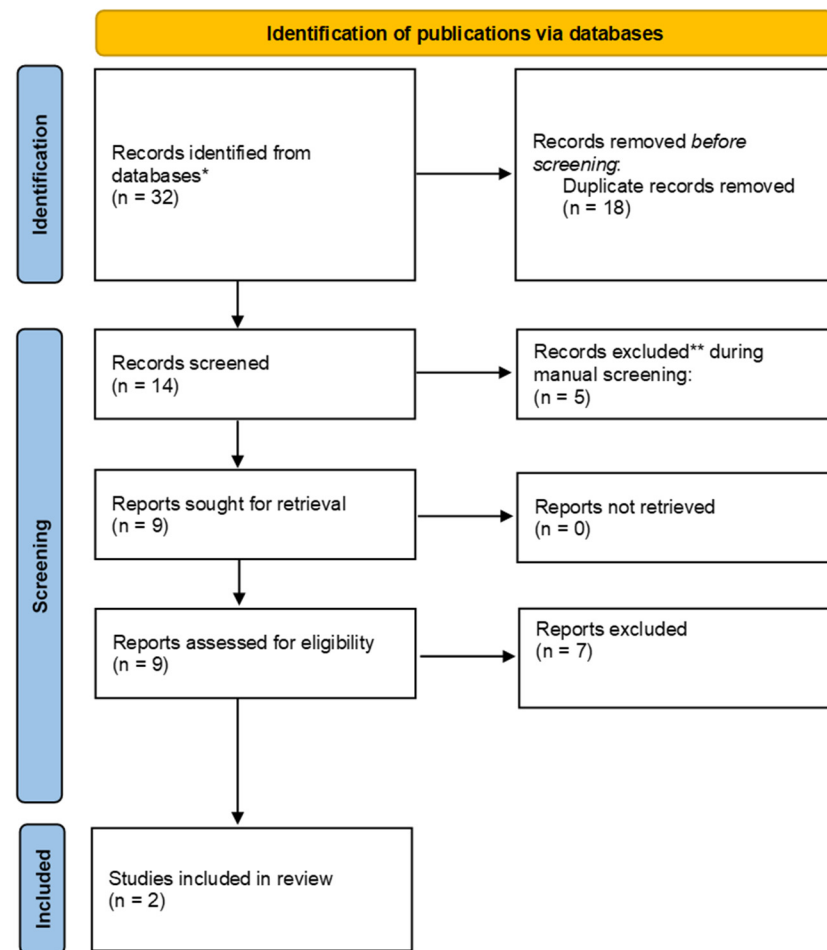 Identification of publications via databases
Identification
Records identified from
databases*
(n = 32)
Records removed before
screening:
Duplicate records removed
(n = 18)
Screening
Records screened
(n = 14)
Records excluded** during
manual screening:
(n = 5)
Reports sought for retrieval
(n = 9)
Reports not retrieved
(n = 0)
Reports assessed for eligibility
(n = 9)
Reports excluded
(n = 7)
Included
Studies included in review
(n = 2)